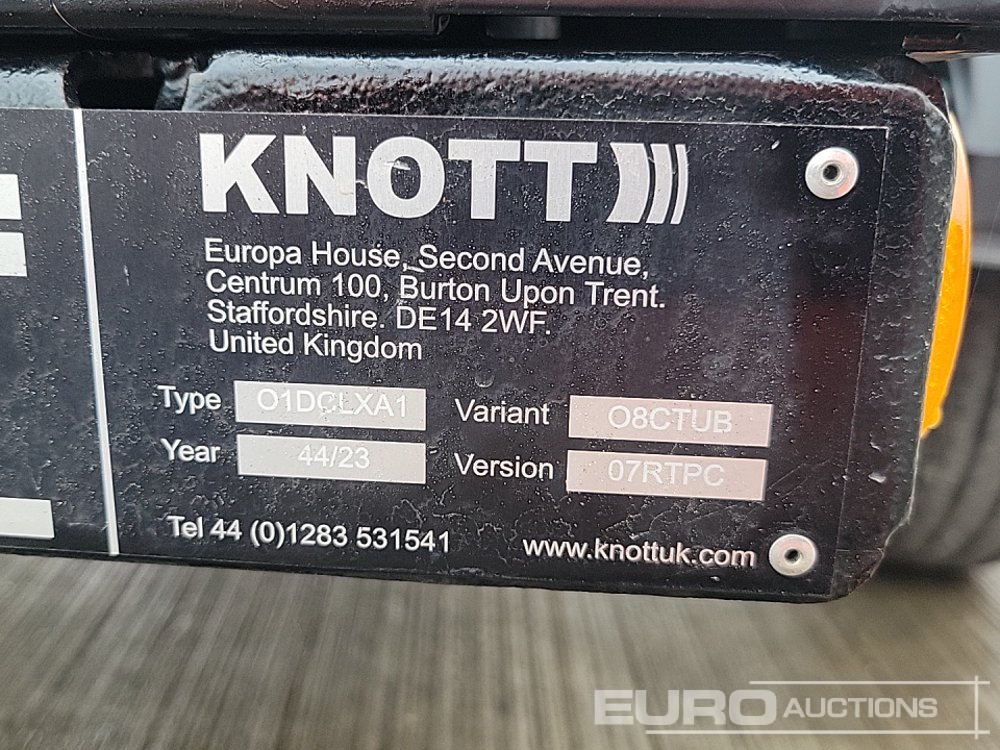 KNOTT
Europa House, Second Avenue,
Centrum 100, Burton Upon Trent.
Staffordshire. DE14 2WF.
United Kingdom
Type O1DCLXA1 Variant O8CTUB
Year 44/23 Version 07RTPC
Tel 44 (0)1283 531541 www.knottuk.com
EURO AUCTIONS